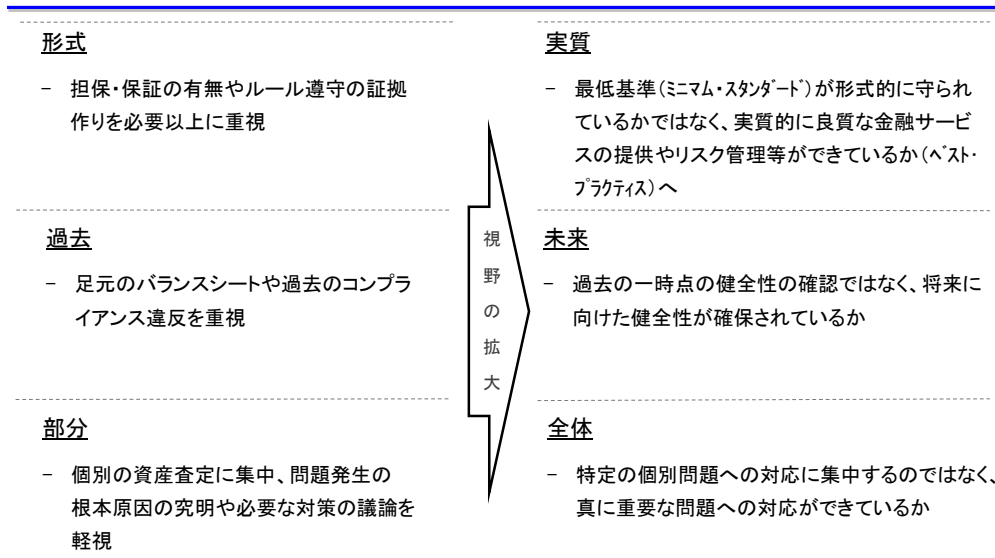 形式
－ 担保・保証の有無やルール遵守の証拠
作りを必要以上に重視
過去
－ 足元のバランスシートや過去のコンプラ
イアンス違反を重視
部分
－ 個別の資産査定に集中、問題発生の
根本原因の究明や必要な対策の議論を
軽視
視
野
の
拡
大
実質
－ 最低基準（ﾐﾆﾏﾑ・ｽﾀﾝﾀﾞｰﾄﾞ）が形式的に守られ
ているかではなく、実質的に良質な金融サービ
スの提供やリスク管理等ができているか（ﾍﾞｽﾄ・
ﾌﾟﾗｸﾃｨｽ）へ
未来
－ 過去の一時点の健全性の確認ではなく、将来に
向けた健全性が確保されているか
全体
－ 特定の個別問題への対応に集中するのではなく、
真に重要な問題への対応ができているか